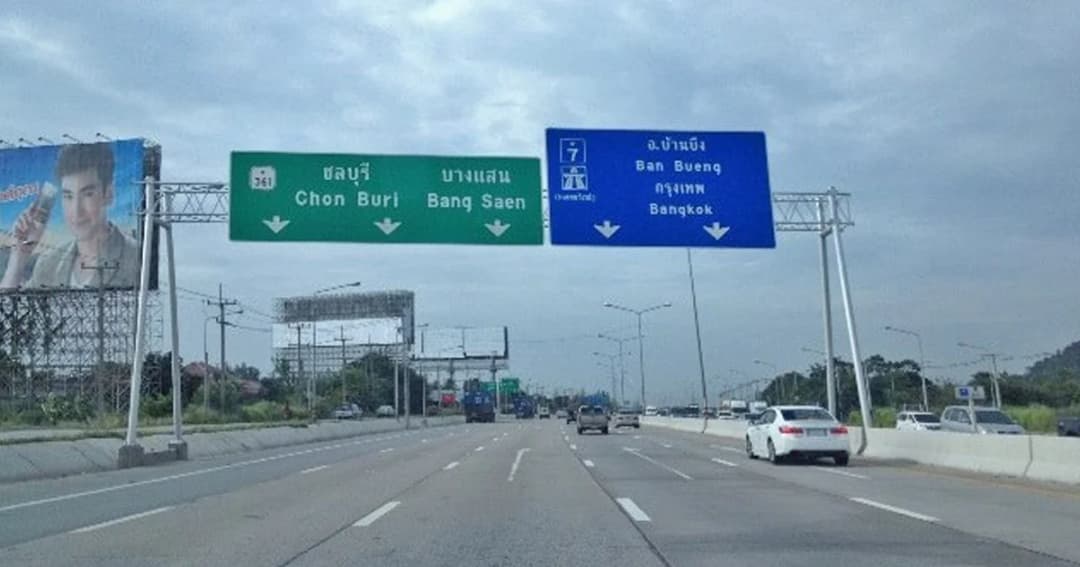 361
ชลบุรี
Chon Buri
บางแสน
Bang Saen
7
อ.บ้านบึง
Ban Bueng
กรุงเทพ
Bangkok